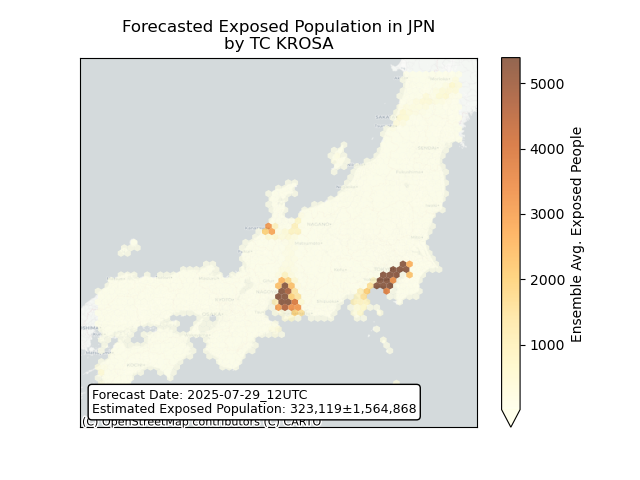 Forecasted Exposed Population in JPN
by TC KROSA
5000
4000
3000
2000
1000
Ensemble Avg. Exposed People
Forecast Date: 2025-07-29_12UTC
Estimated Exposed Population: 323,119±1,564,868
(C) OpenStreetMap contributors (C) CARTO